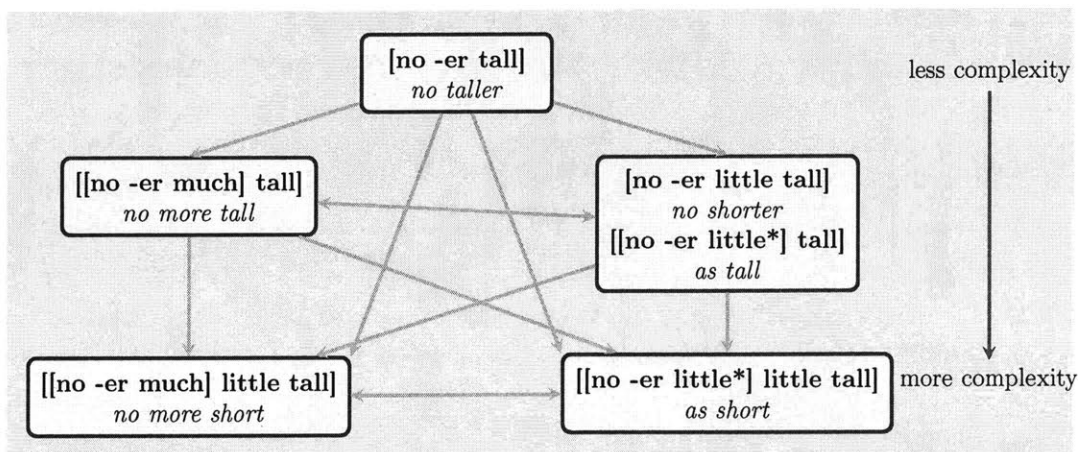 [no -er tall]
no taller
less complexity
[[no -er much] tall]
no more tall
[no -er little tall]
no shorter
[[no -er little*] tall]
as tall
[[no -er much] little tall]
no more short
[[no -er little*] little tall]
as short
more complexity